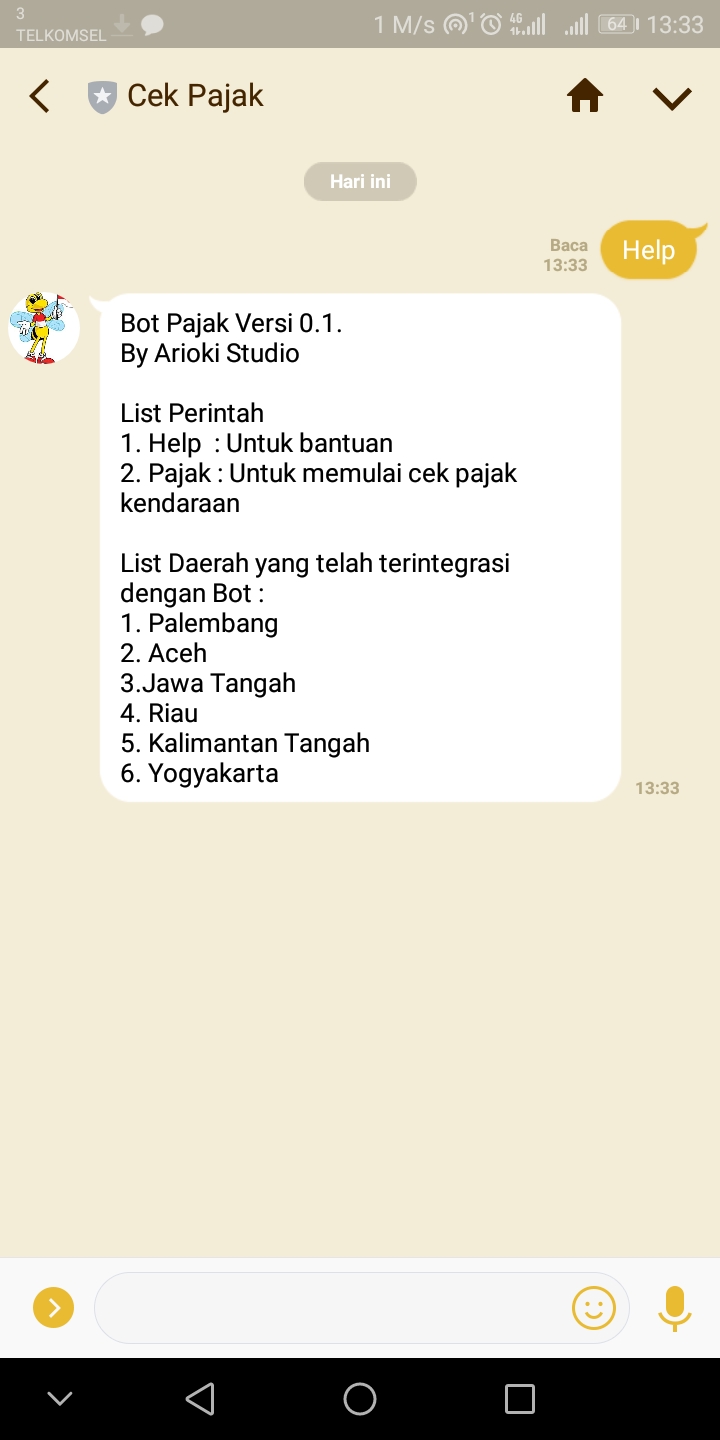 3
TELKOMSEL
1 M/s
1
4G
64
13:33
Cek Pajak
Hari ini
Baca
13:33
Help
Bot Pajak Versi 0.1.
By Arioki Studio
List Perintah
1. Help  : Untuk bantuan
2. Pajak : Untuk memulai cek pajak
kendaraan
List Daerah yang telah terintegrasi
dengan Bot :
1. Palembang
2. Aceh
3.Jawa Tangah
4. Riau
5. Kalimantan Tangah
6. Yogyakarta
13:33